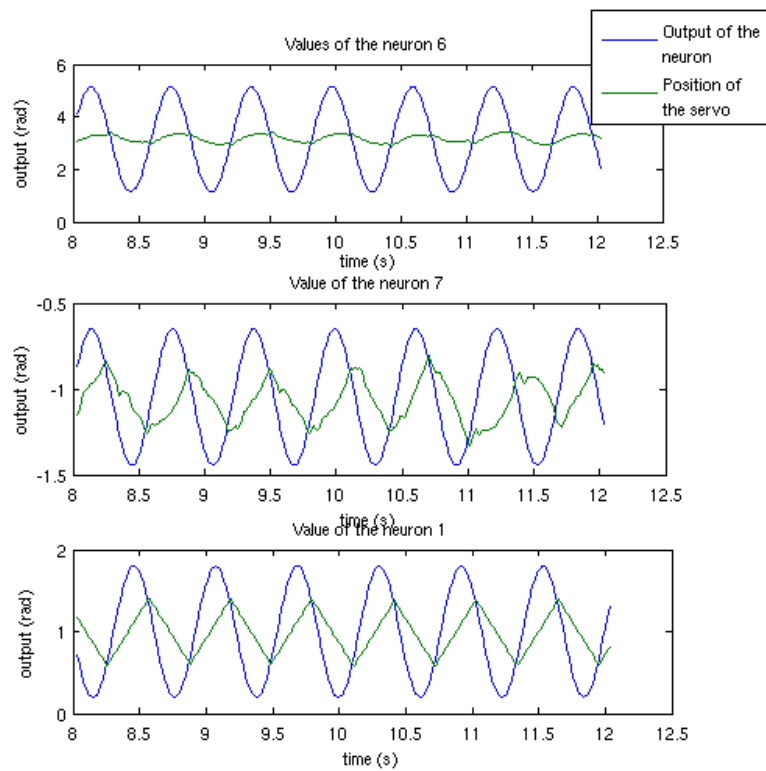 Values of the neuron 6
Output of the
neuron
Position of
the servo
6
4
2
0
output (rad)
8 8.5 9 9.5 10 10.5 11 11.5 12 12.5
time (s)
Value of the neuron 7
-0.5
-1
-1.5
output (rad)
8 8.5 9 9.5 10 10.5 11 11.5 12 12.5
time (s)
Value of the neuron 1
2
1
0
output (rad)
8 8.5 9 9.5 10 10.5 11 11.5 12 12.5
time (s)